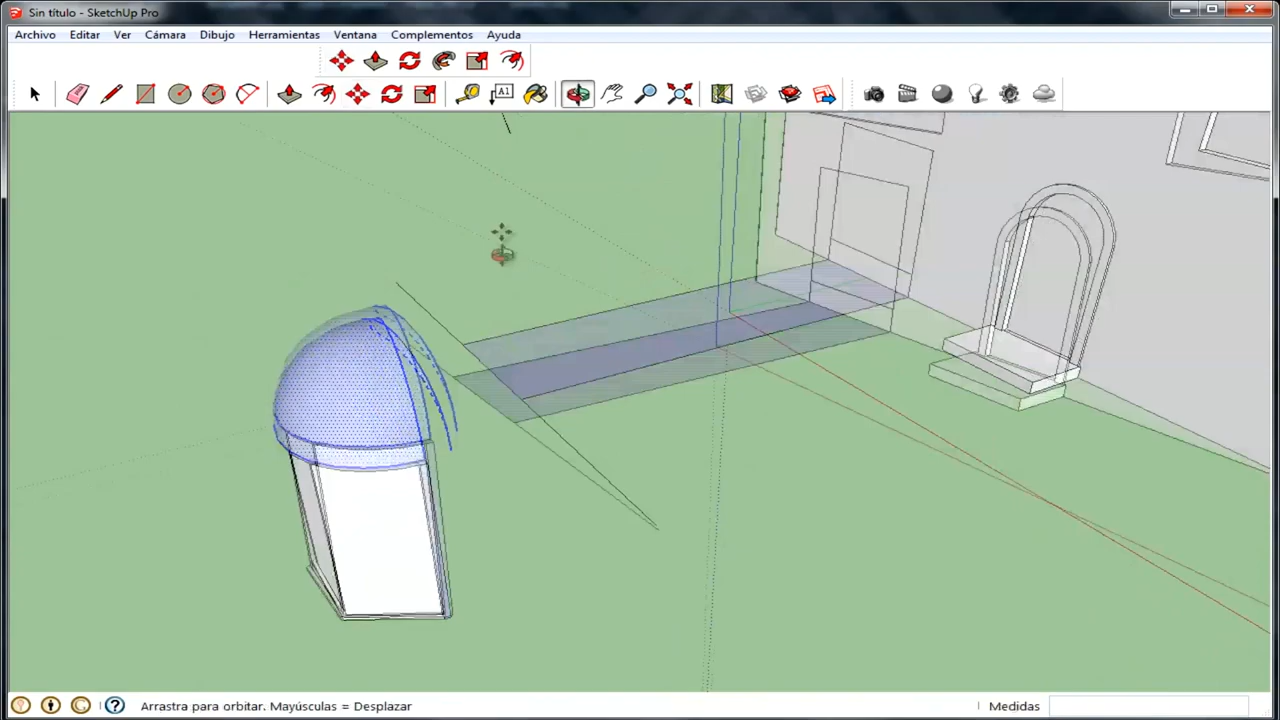 Sin título - SketchUp Pro
Archivo Editar Ver Cámara Dibujo Herramientas Ventana Complementos Ayuda
A1
Arrastra para orbitar. Mayúsculas = Desplazar Medidas